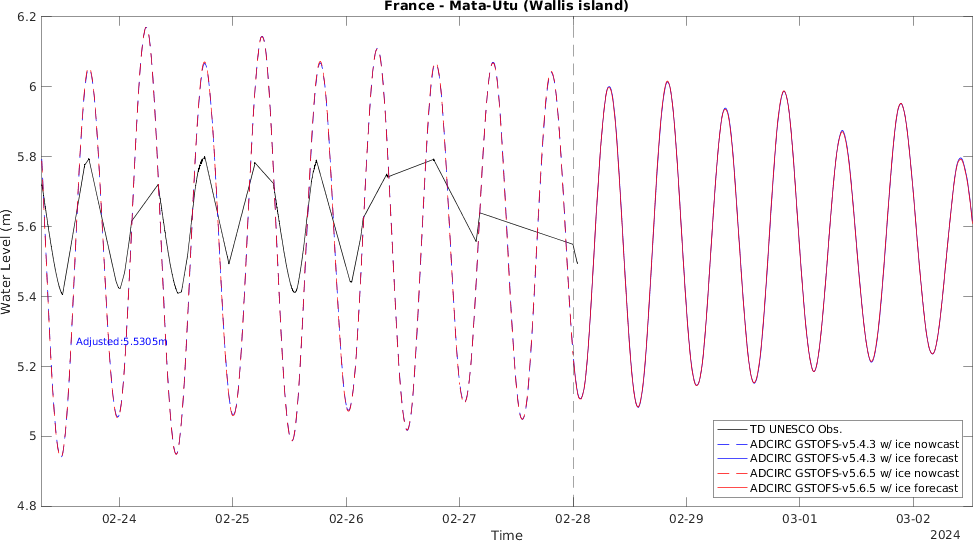 France - Mata-Utu (Wallis island)
6.2
6
5.8
5.6
5.4
5.2
5
4.8
Water Level (m)
Adjusted:5.5305m
TD UNESCO Obs.
ADCIRC GSTOFS-v5.4.3 w/ ice nowcast
ADCIRC GSTOFS-v5.4.3 w/ ice forecast
ADCIRC GSTOFS-v5.6.5 w/ ice nowcast
ADCIRC GSTOFS-v5.6.5 w/ ice forecast
02-24 02-25 02-26 02-27 02-28 02-29 03-01 03-02
Time
2024